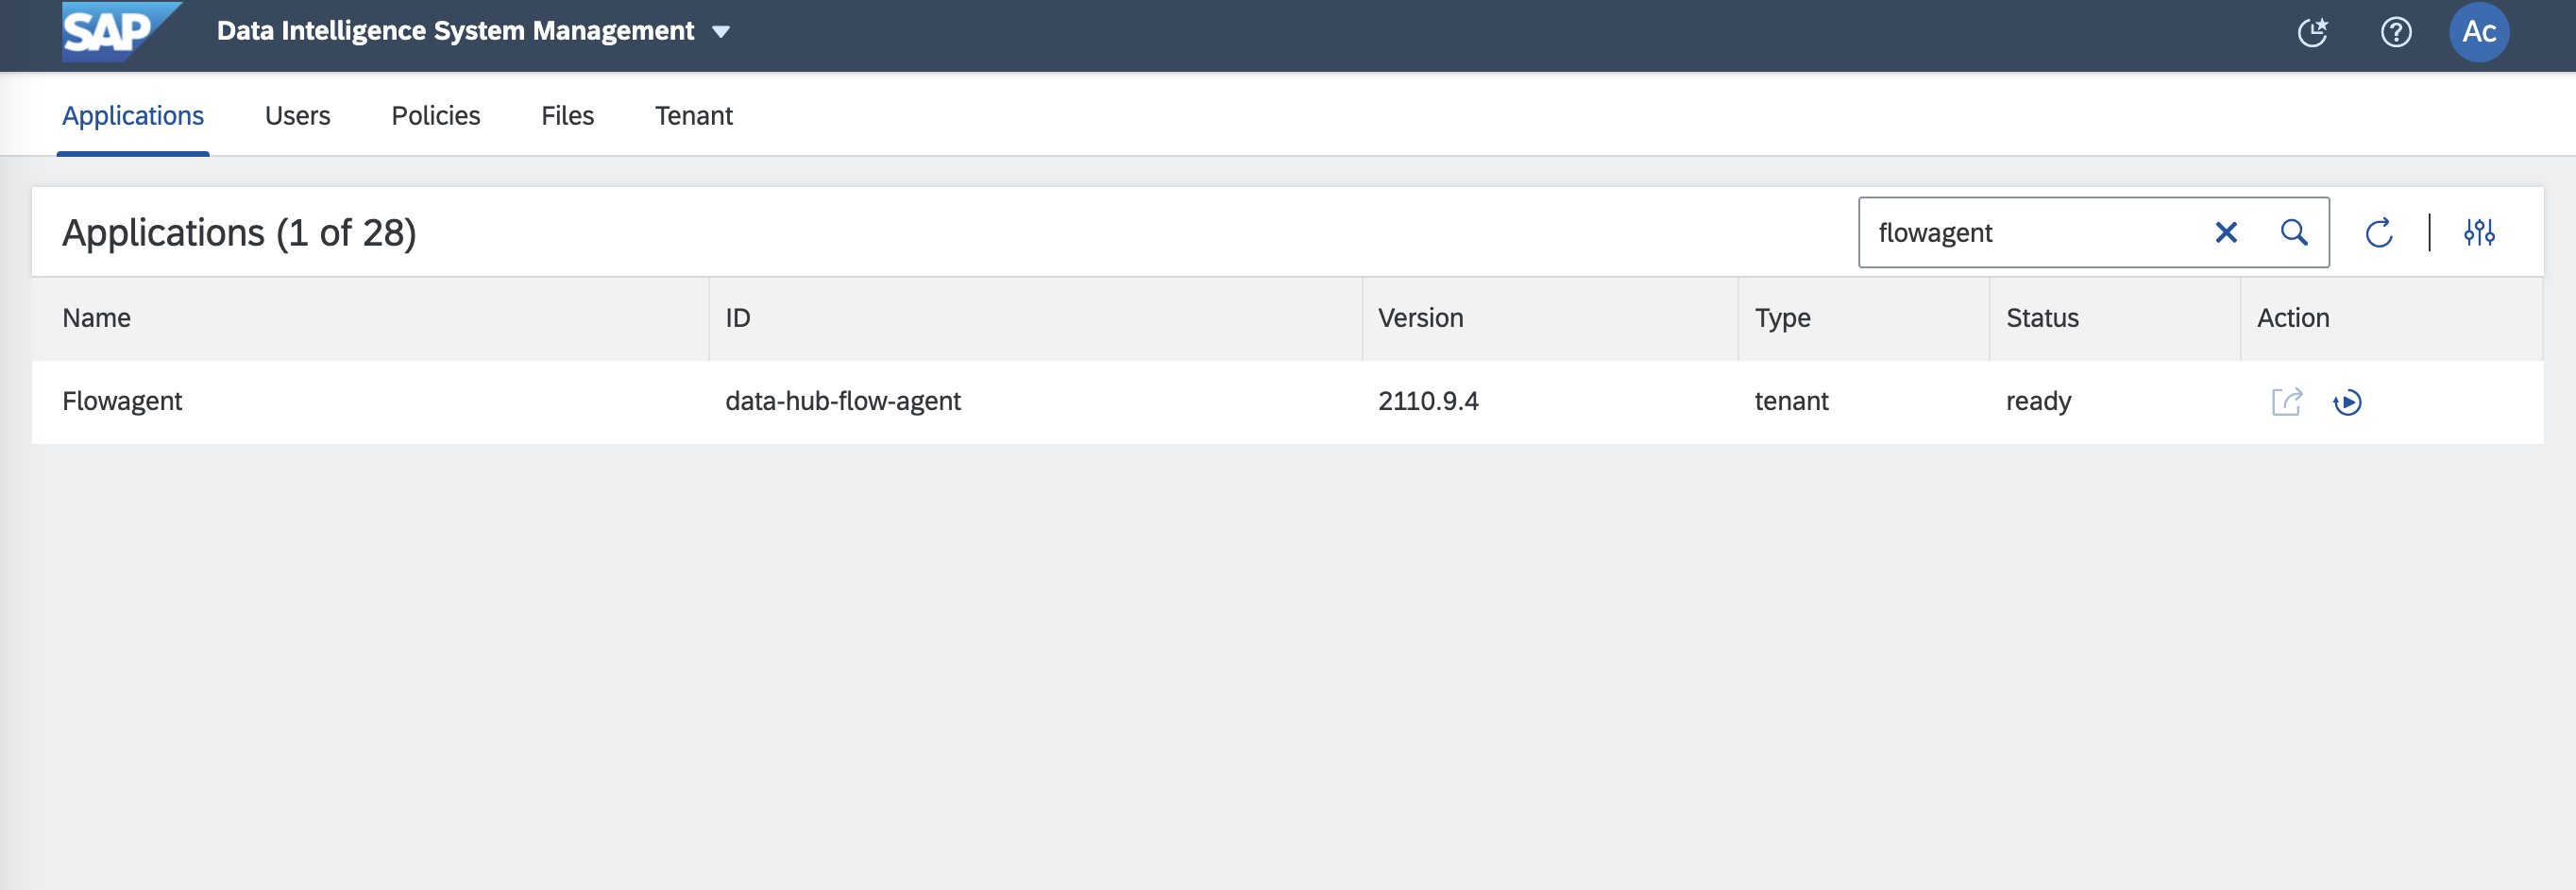 SAP Data Intelligence System Management Ac
Applications Users Policies Files Tenant
Applications (1 of 28) flowagent
Name ID Version Type Status Action
Flowagent data-hub-flow-agent 2110.9.4 tenant ready